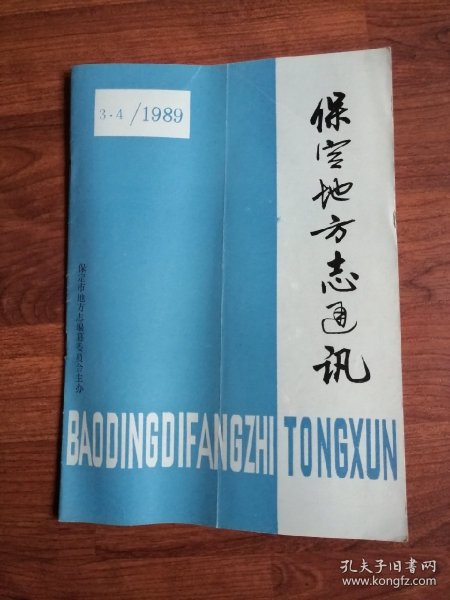 3-4/1989
保定地方志通讯
保定市地方志编纂委员会主办
BAODINGDIFANGZHI TONGXUN
孔夫子旧书网
www.kongfz.com